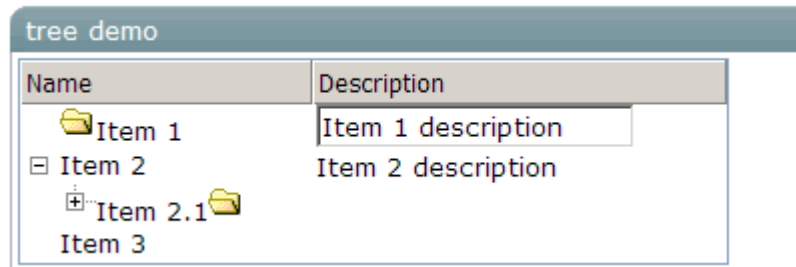 tree demo
Name Description
Item 1 Item 1 description
Item 2 Item 2 description
Item 2.1
Item 3